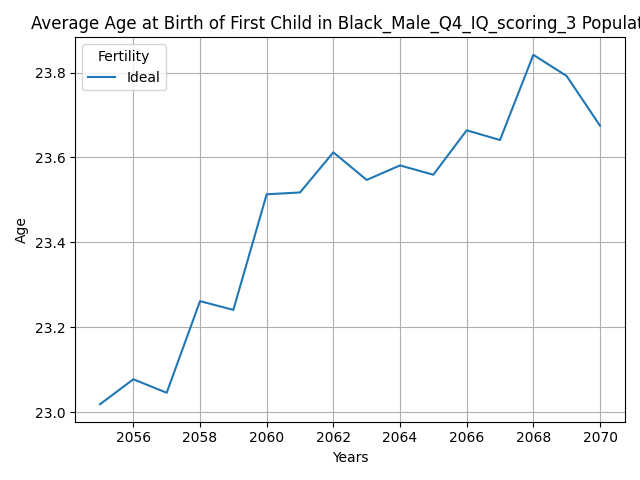 Average Age at Birth of First Child in Black_Male_Q4_IQ_scoring_3 Populat
Fertility
Ideal
23.8
23.6
23.4
23.2
23.0
Age
2056 2058 2060 2062 2064 2066 2068 2070
Years